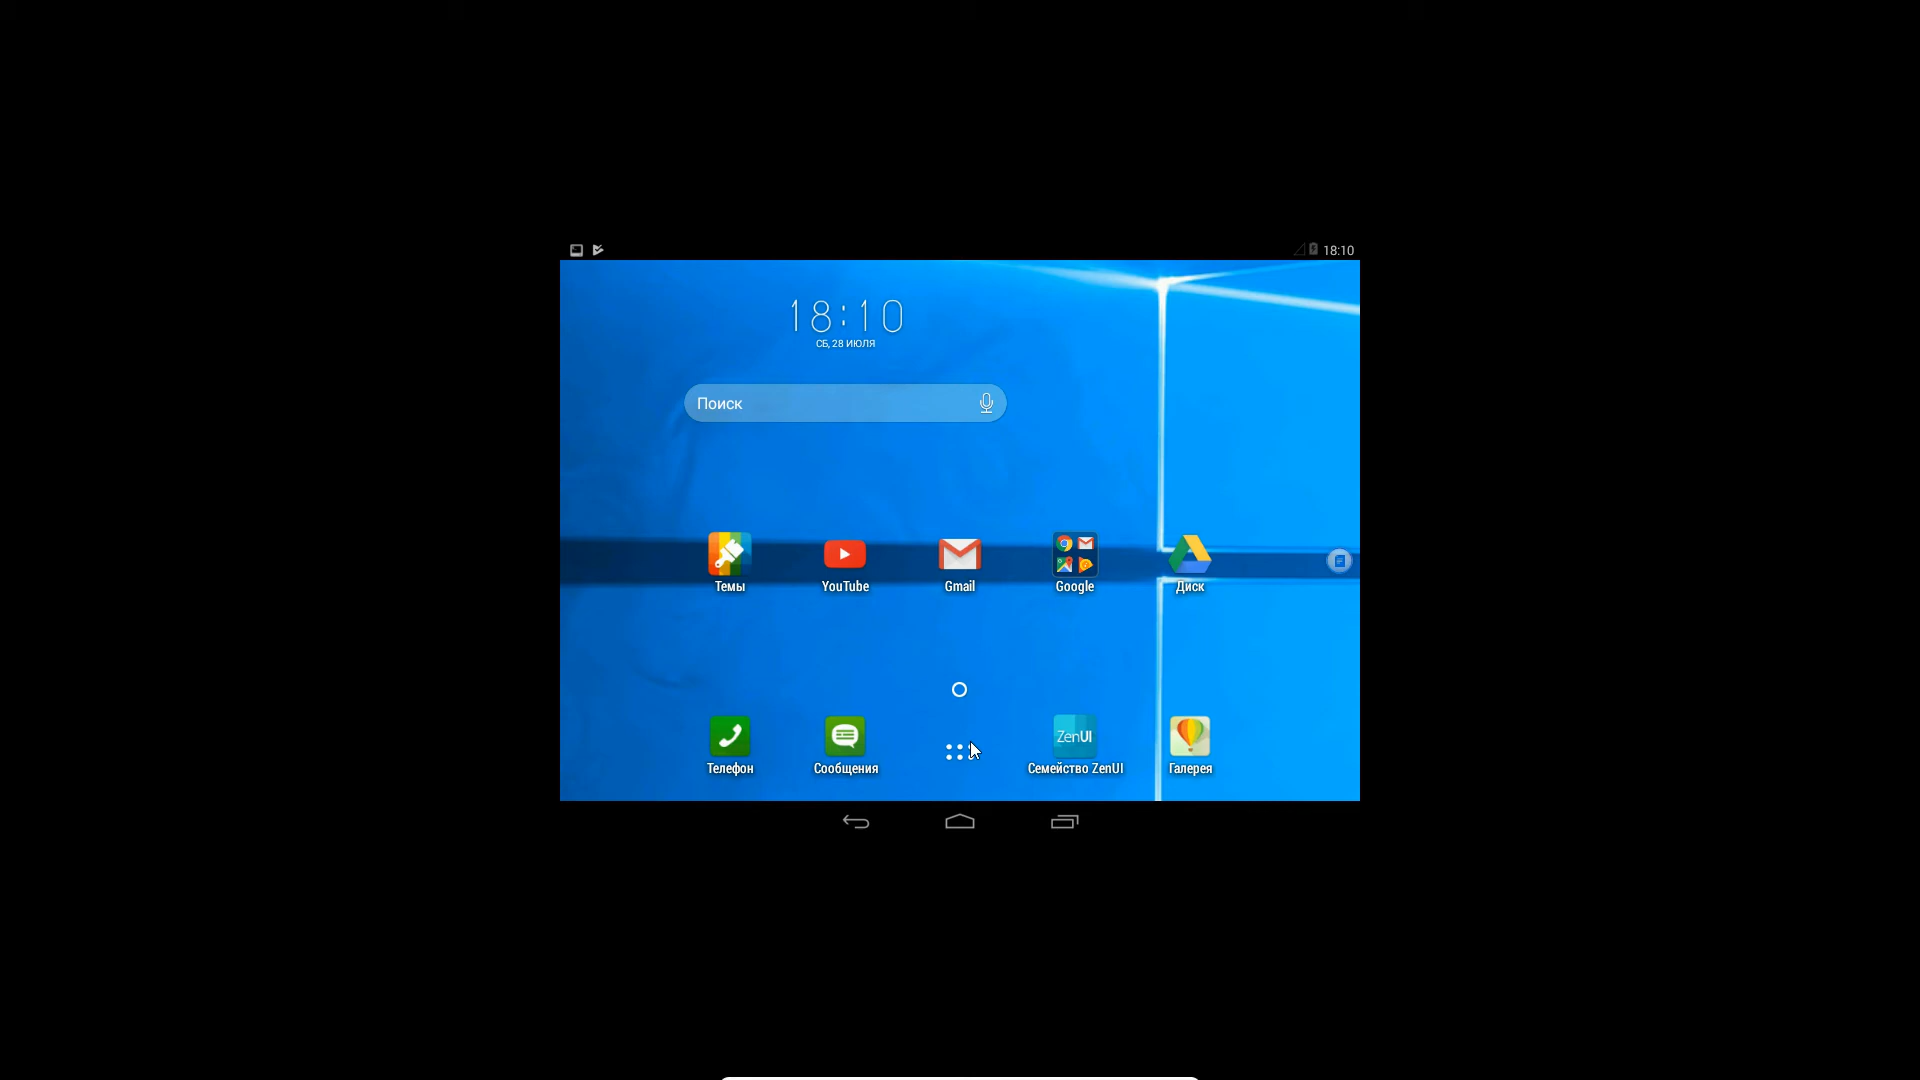 18:10
18:10
СБ, 28 ИЮЛЯ
Поиск
Темы
YouTube
Gmail
Google
Диск
ZenUI
Телефон
Сообщения
Семейство ZenUI
Галерея